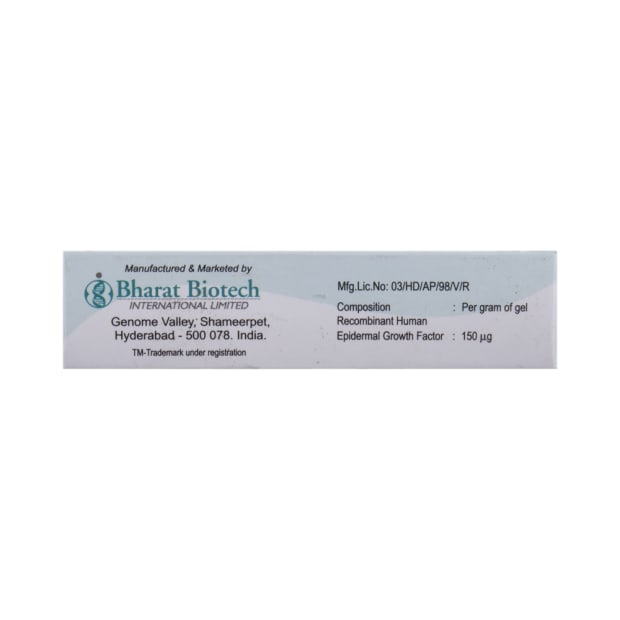 Manufactured & Marketed by
Bharat Biotech
INTERNATIONAL LIMITED
Genome Valley, Shameerpet,
Hyderabad - 500 078. India.
TM-Trademark under registration
Mfg.Lic.No: 03/HD/AP/98/V/R
Composition : Per gram of gel
Recombinant Human
Epidermal Growth Factor : 150 µg